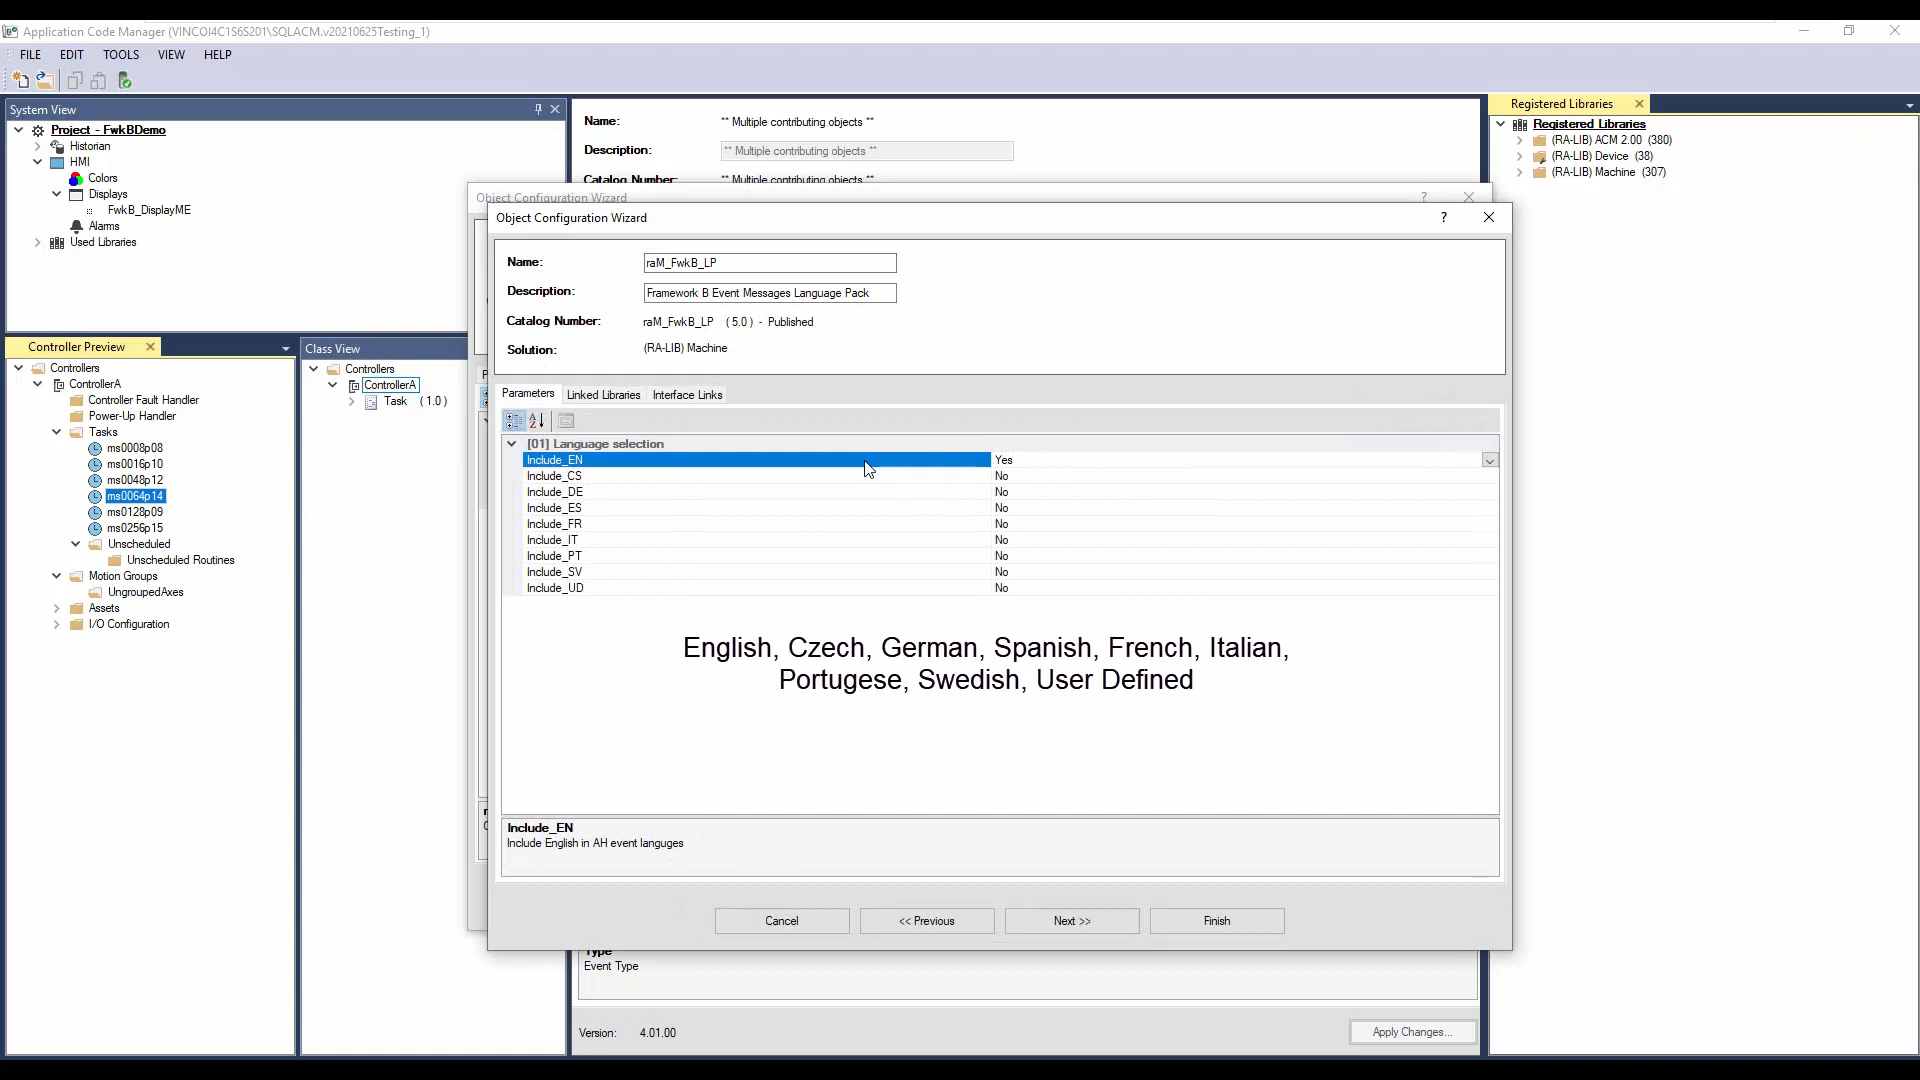 Application Code Manager (VINCOI4C1S6S201\SQLACM.v20210625Testing_1)
FILE EDIT TOOLS VIEW HELP
System View
Project - FwkBDemo
Historian
HMI
Colors
Displays
FwkB_DisplayME
Alarms
Used Libraries
Controller Preview
Controllers
ControllerA
Controller Fault Handler
Power-Up Handler
Tasks
ms0008p08
ms0016p10
ms0048p12
ms0064p14
ms0128p09
ms0256p15
Unscheduled
Unscheduled Routines
Motion Groups
UngroupedAxes
Assets
I/O Configuration
Class View
Controllers
ControllerA
Task (1.0)
Name: ** Multiple contributing objects **
Description: ** Multiple contributing objects **
Catalog Number: ** Multiple contributing objects **
Object Configuration Wizard ?
Object Configuration Wizard ?
Name: raM_FwkB_LP
Description: Framework B Event Messages Language Pack
Catalog Number: raM_FwkB_LP (5.0) - Published
Solution: (RA-LIB) Machine
Parameters Linked Libraries Interface Links
[01] Language selection
Include_EN Yes
Include_CS No
Include_DE No
Include_ES No
Include_FR No
Include_IT No
Include_PT No
Include_SV No
Include_UD No
English, Czech, German, Spanish, French, Italian,
Portugese, Swedish, User Defined
Include_EN
Include English in AH event languges
Cancel << Previous Next >> Finish
Type
Event Type
Version: 4.01.00 Apply Changes...
Registered Libraries
Registered Libraries
(RA-LIB) ACM 2.00 (380)
(RA-LIB) Device (38)
(RA-LIB) Machine (307)